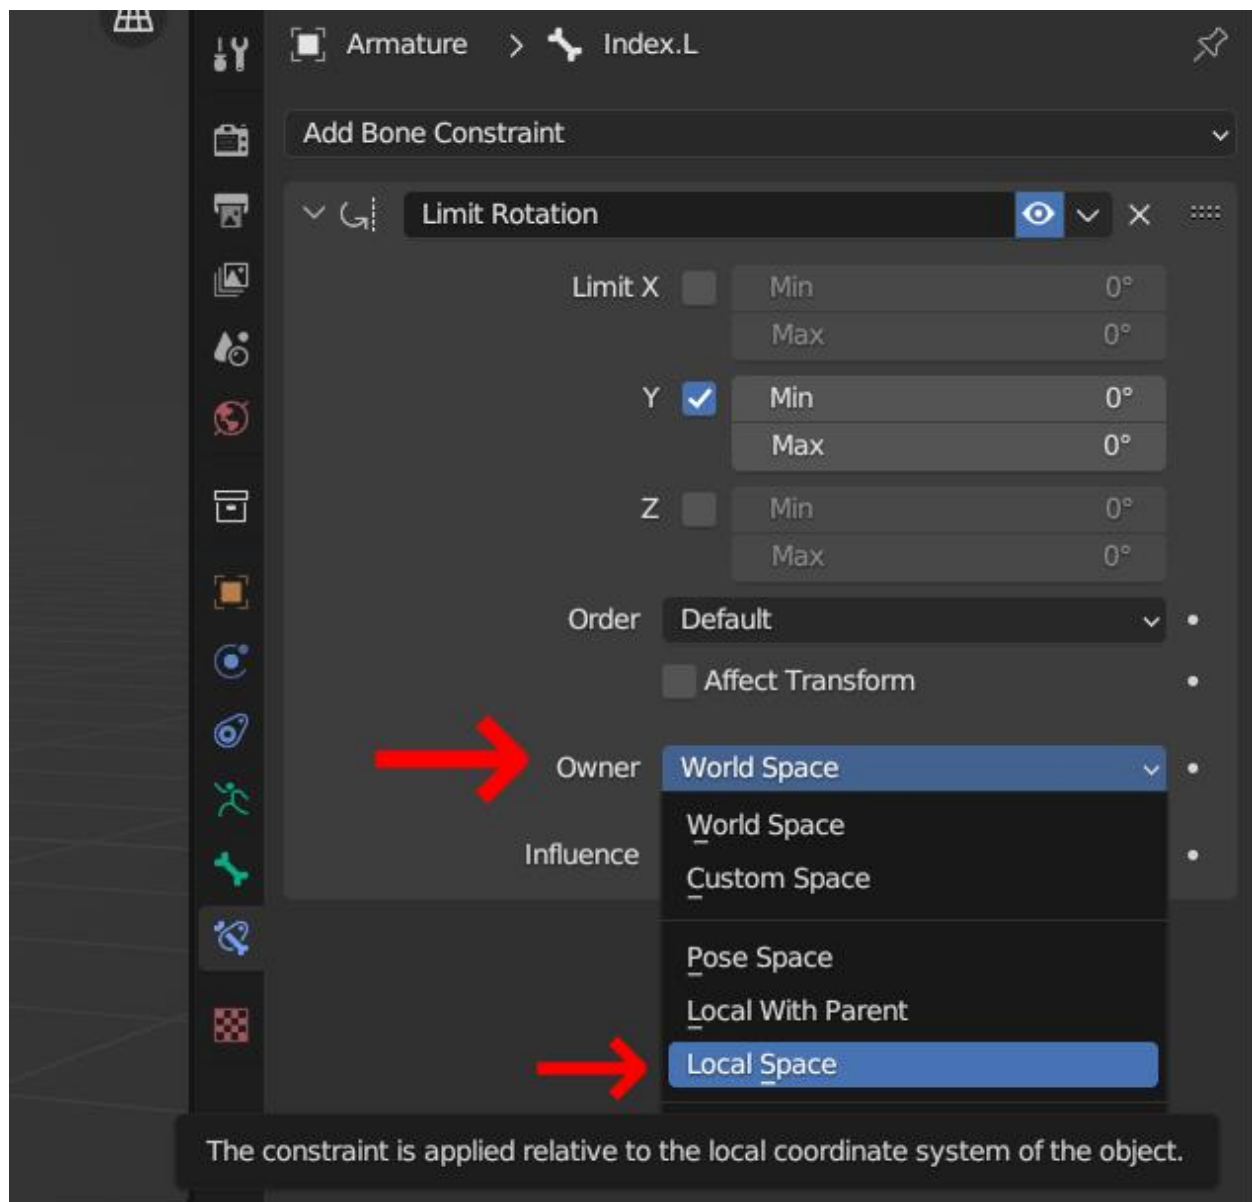 Armature > Index.L
Add Bone Constraint
Limit Rotation
Limit X Min 0°
Max 0°
Y Min 0°
Max 0°
Z Min 0°
Max 0°
Order Default
Affect Transform
Owner World Space
World Space
Influence
Custom Space
Pose Space
Local With Parent
Local Space
The constraint is applied relative to the local coordinate system of the object.